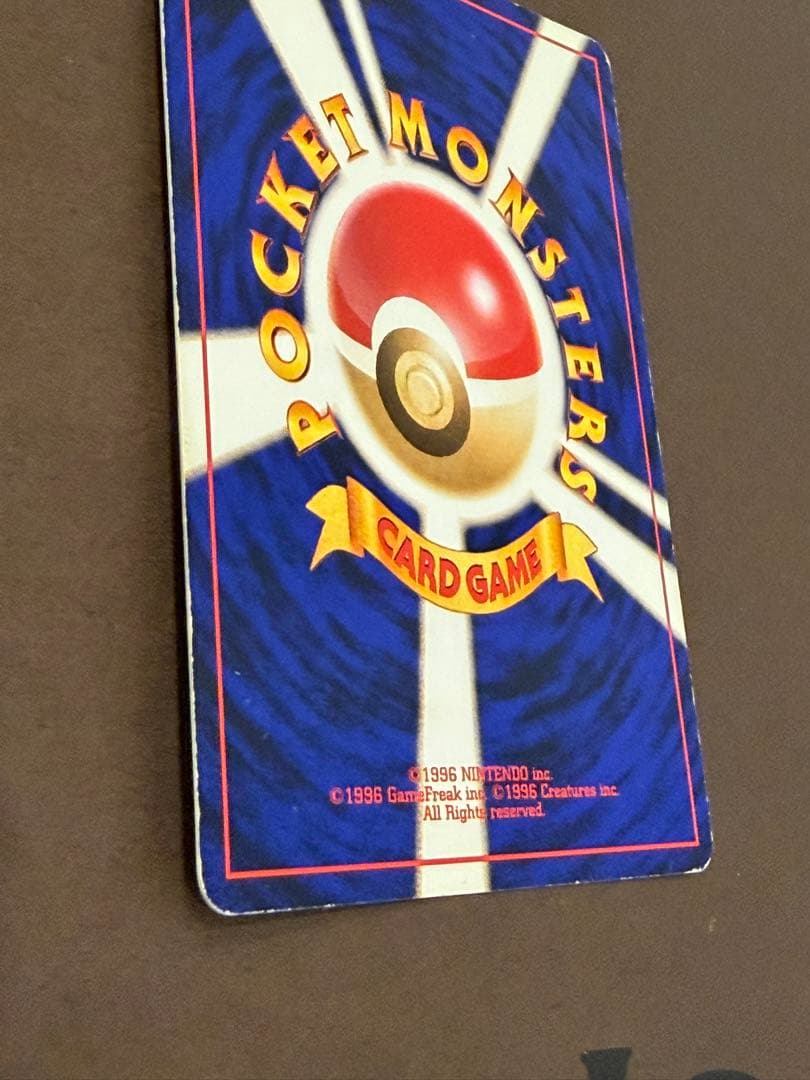 POCKET MONSTERS
CARD GAME
©1996 NINTENDO inc.
©1996 GameFreak inc. ©1996 Creatures inc.
All Rights reserved.